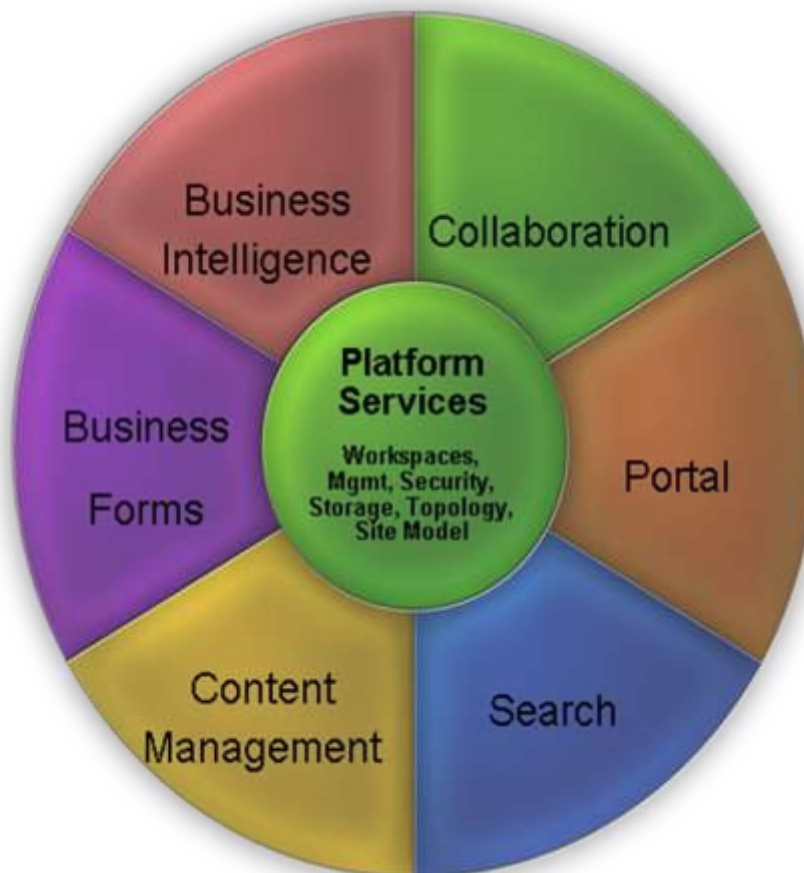 Business
Intelligence
Collaboration
Platform
Services
Workspaces,
Mgmt, Security,
Storage, Topology,
Site Model
Business
Forms
Portal
Content
Management
Search